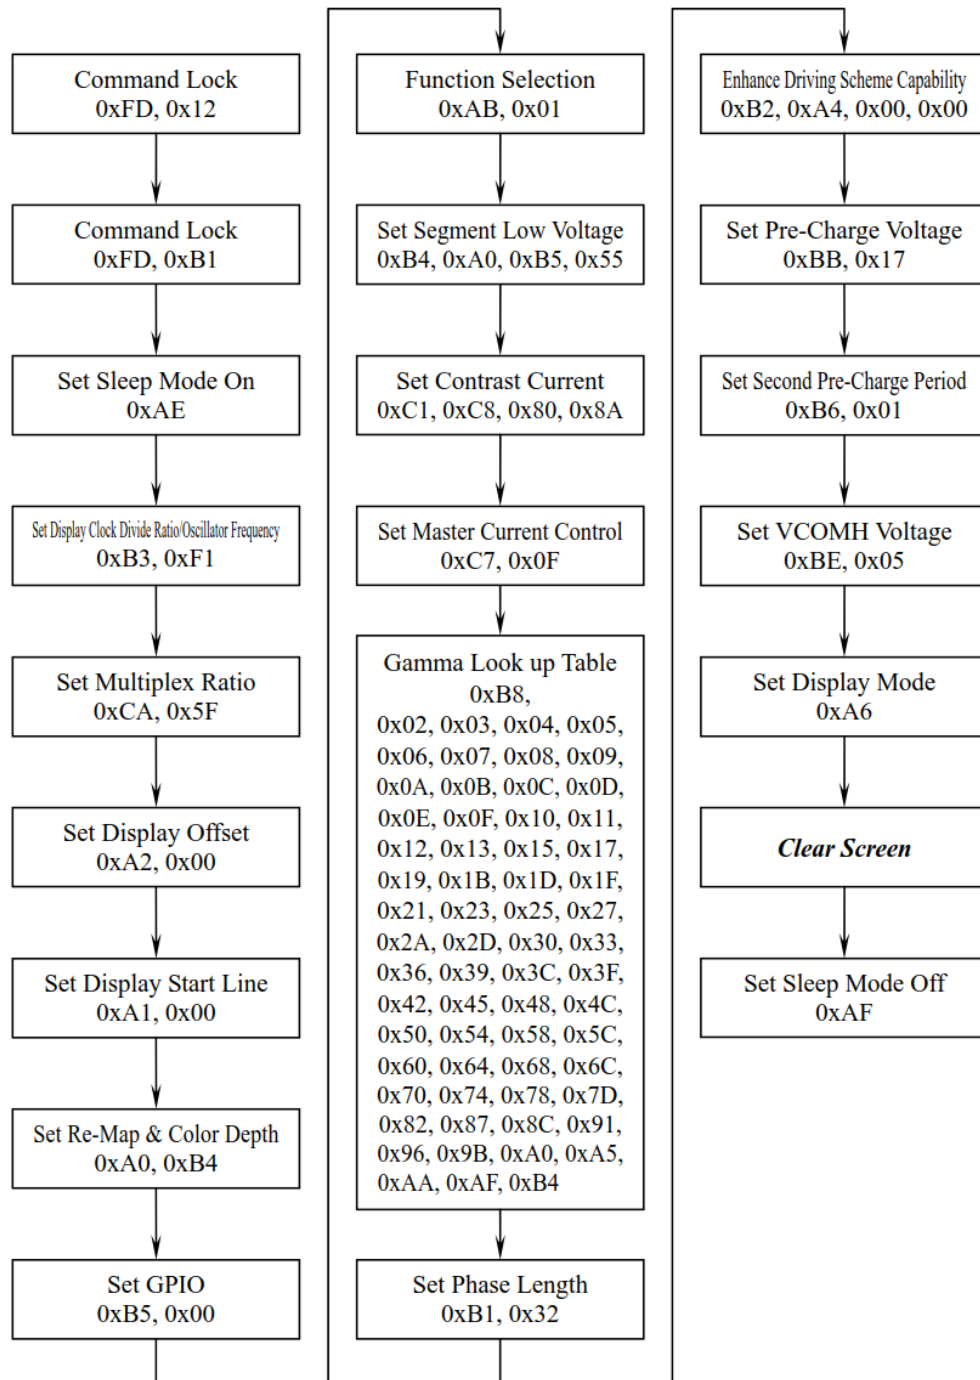 Command Lock
0xFD, 0x12
Command Lock
0xFD, 0xB1
Set Sleep Mode On
0xAE
Set Display Clock Divide Ratio/Oscillator Frequency
0xB3, 0xF1
Set Multiplex Ratio
0xCA, 0x5F
Set Display Offset
0xA2, 0x00
Set Display Start Line
0xA1, 0x00
Set Re-Map & Color Depth
0xA0, 0xB4
Set GPIO
0xB5, 0x00
Function Selection
0xAB, 0x01
Set Segment Low Voltage
0xB4, 0xA0, 0xB5, 0x55
Set Contrast Current
0xC1, 0xC8, 0x80, 0x8A
Set Master Current Control
0xC7, 0x0F
Gamma Look up Table
0xB8,
0x02, 0x03, 0x04, 0x05,
0x06, 0x07, 0x08, 0x09,
0x0A, 0x0B, 0x0C, 0x0D,
0x0E, 0x0F, 0x10, 0x11,
0x12, 0x13, 0x15, 0x17,
0x19, 0x1B, 0x1D, 0x1F,
0x21, 0x23, 0x25, 0x27,
0x2A, 0x2D, 0x30, 0x33,
0x36, 0x39, 0x3C, 0x3F,
0x42, 0x45, 0x48, 0x4C,
0x50, 0x54, 0x58, 0x5C,
0x60, 0x64, 0x68, 0x6C,
0x70, 0x74, 0x78, 0x7D,
0x82, 0x87, 0x8C, 0x91,
0x96, 0x9B, 0xA0, 0xA5,
0xAA, 0xAF, 0xB4
Set Phase Length
0xB1, 0x32
Enhance Driving Scheme Capability
0xB2, 0xA4, 0x00, 0x00
Set Pre-Charge Voltage
0xBB, 0x17
Set Second Pre-Charge Period
0xB6, 0x01
Set VCOMH Voltage
0xBE, 0x05
Set Display Mode
0xA6
Clear Screen
Set Sleep Mode Off
0xAF